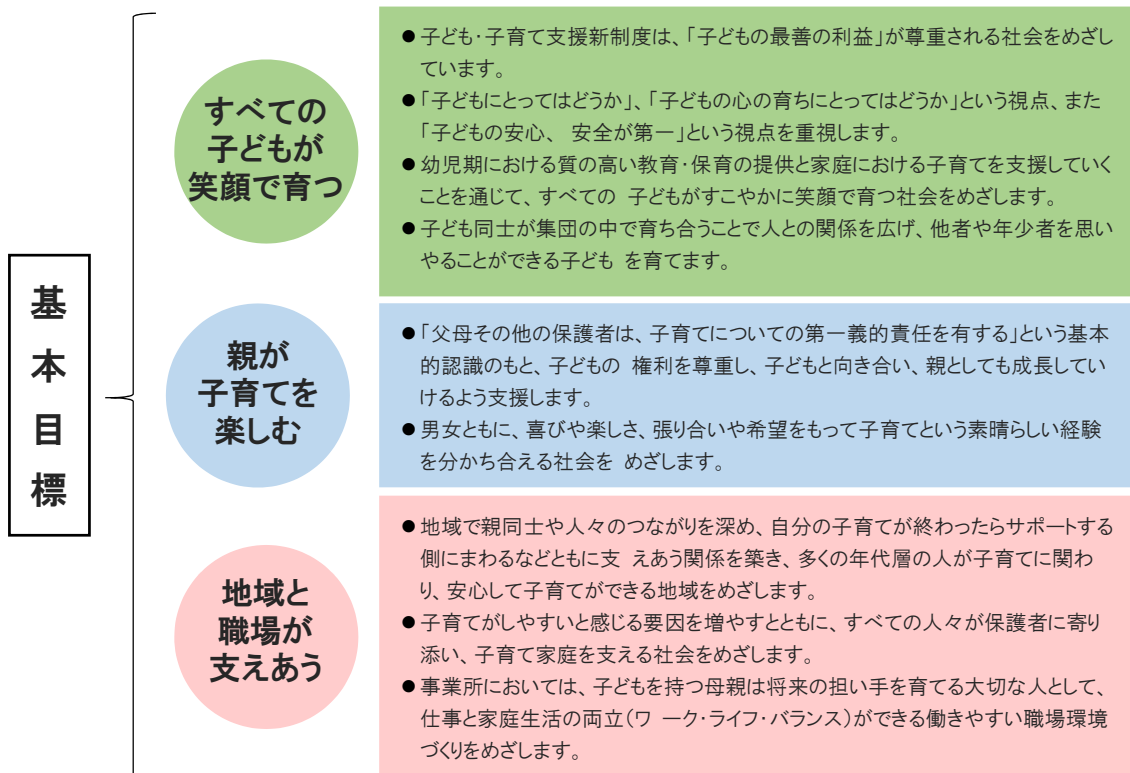 基
本
目
標
すべての
子どもが
笑顔で育つ
●子ども・子育て支援新制度は、「子どもの最善の利益」が尊重される社会をめざし
ています。
●「子どもにとってはどうか」、「子どもの心の育ちにとってはどうか」という視点、また
「子どもの安心、 安全が第一」という視点を重視します。
●幼児期における質の高い教育・保育の提供と家庭における子育てを支援していく
ことを通じて、すべての 子どもがすこやかに笑顔で育つ社会をめざします。
●子ども同士が集団の中で育ち合うことで人との関係を広げ、他者や年少者を思い
やることができる子ども を育てます。
親が
子育てを
楽しむ
●「父母その他の保護者は、子育てについての第一義的責任を有する」という基本
的認識のもと、子どもの 権利を尊重し、子どもと向き合い、親としても成長してい
けるよう支援します。
●男女ともに、喜びや楽しさ、張り合いや希望をもって子育てという素晴らしい経験
を分かち合える社会を めざします。
地域と
職場が
支えあう
●地域で親同士や人々のつながりを深め、自分の子育てが終わったらサポートする
側にまわるなどともに支 えあう関係を築き、多くの年代層の人が子育てに関わ
り、安心して子育てができる地域をめざします。
●子育てがしやすいと感じる要因を増やすとともに、すべての人々が保護者に寄り
添い、子育て家庭を支える社会をめざします。
●事業所においては、子どもを持つ母親は将来の担い手を育てる大切な人として、
仕事と家庭生活の両立(ワ ーク・ライフ・バランス)ができる働きやすい職場環境
づくりをめざします。